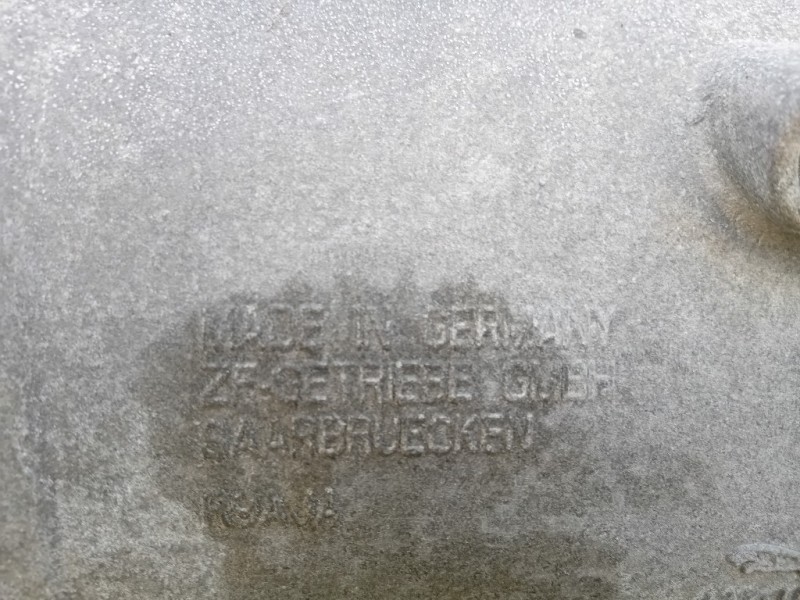 MADE IN GERMANY
ZF-GETRIEBE GMBH
SAARBRUECKEN